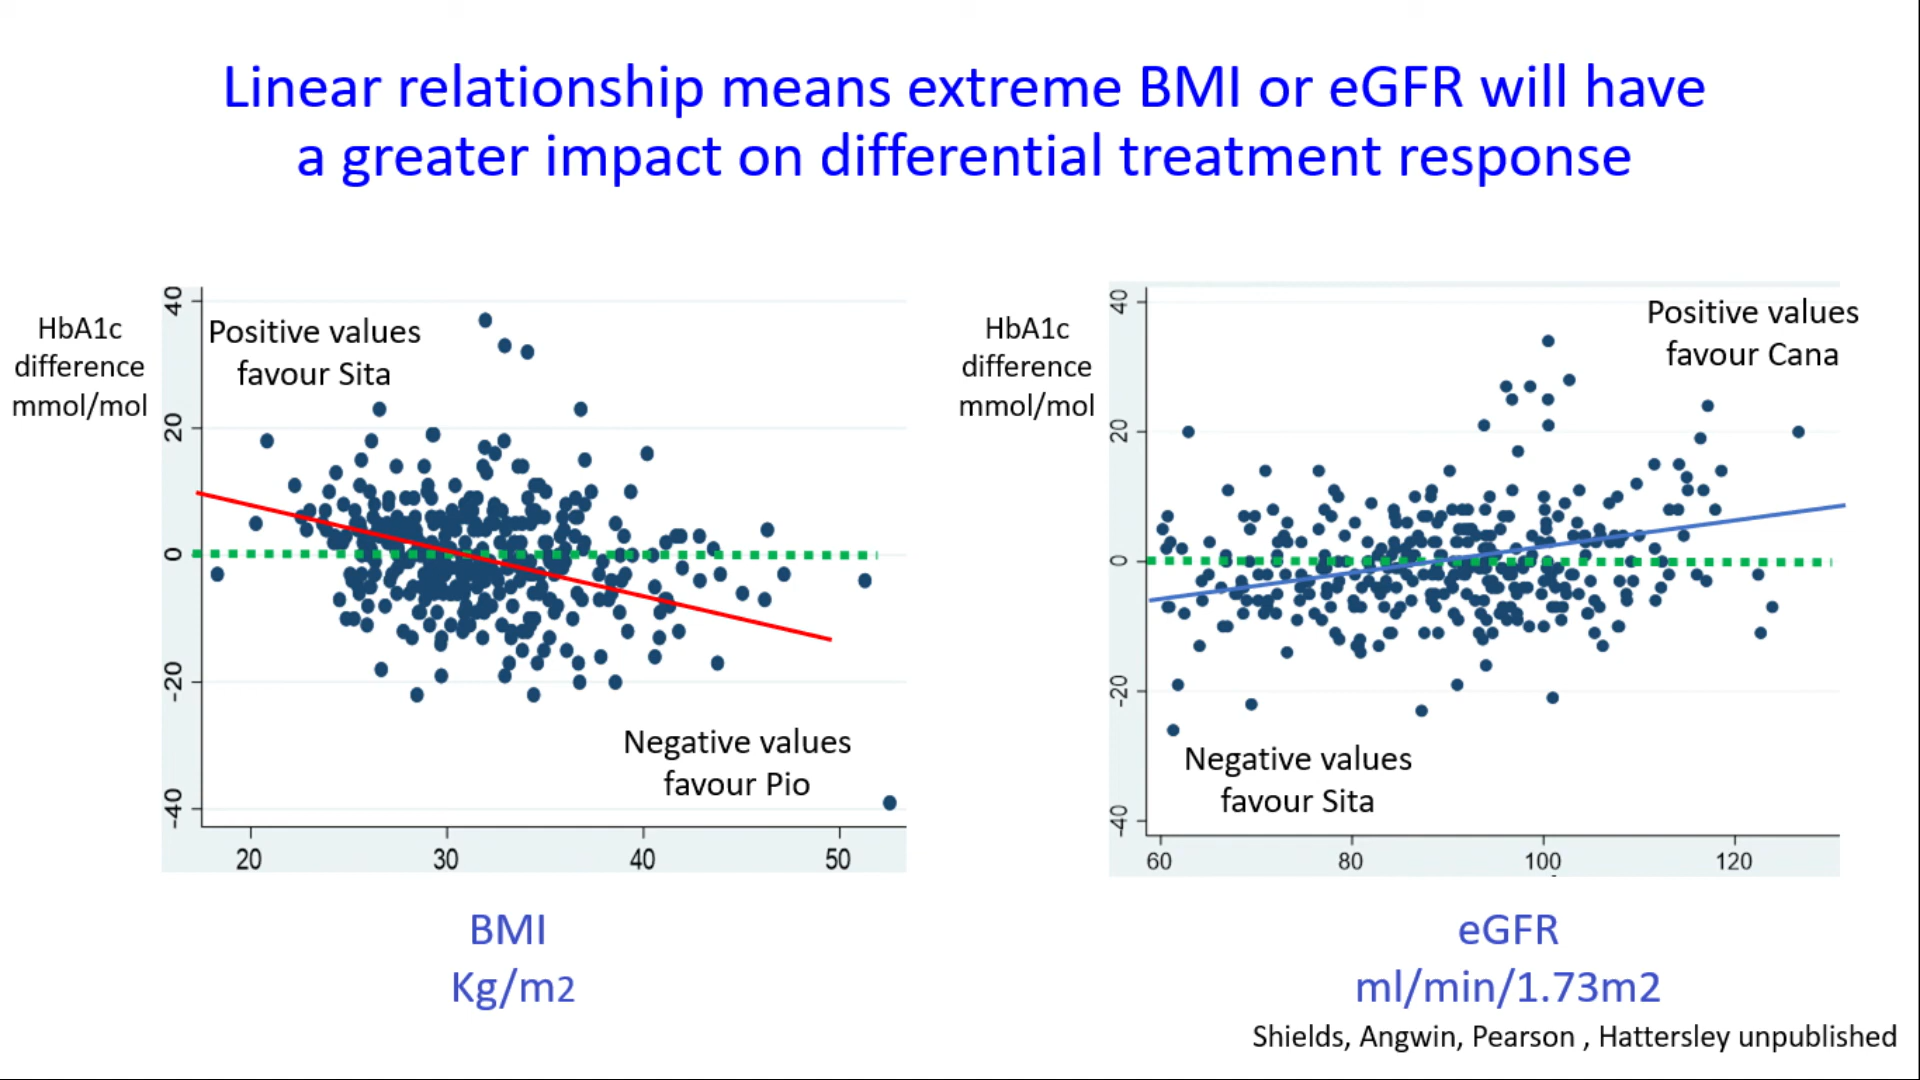 Linear relationship means extreme BMI or eGFR will have
a greater impact on differential treatment response
HbA1c
difference
mmol/mol
Positive values
favour Sita
Negative values
favour Pio
40
20
0
-20
-40
20
30
40
50
BMI
Kg/m2
HbA1c
difference
mmol/mol
Positive values
favour Cana
Negative values
favour Sita
40
20
0
-20
-40
60
80
100
120
eGFR
ml/min/1.73m2
Shields, Angwin, Pearson , Hattersley unpublished